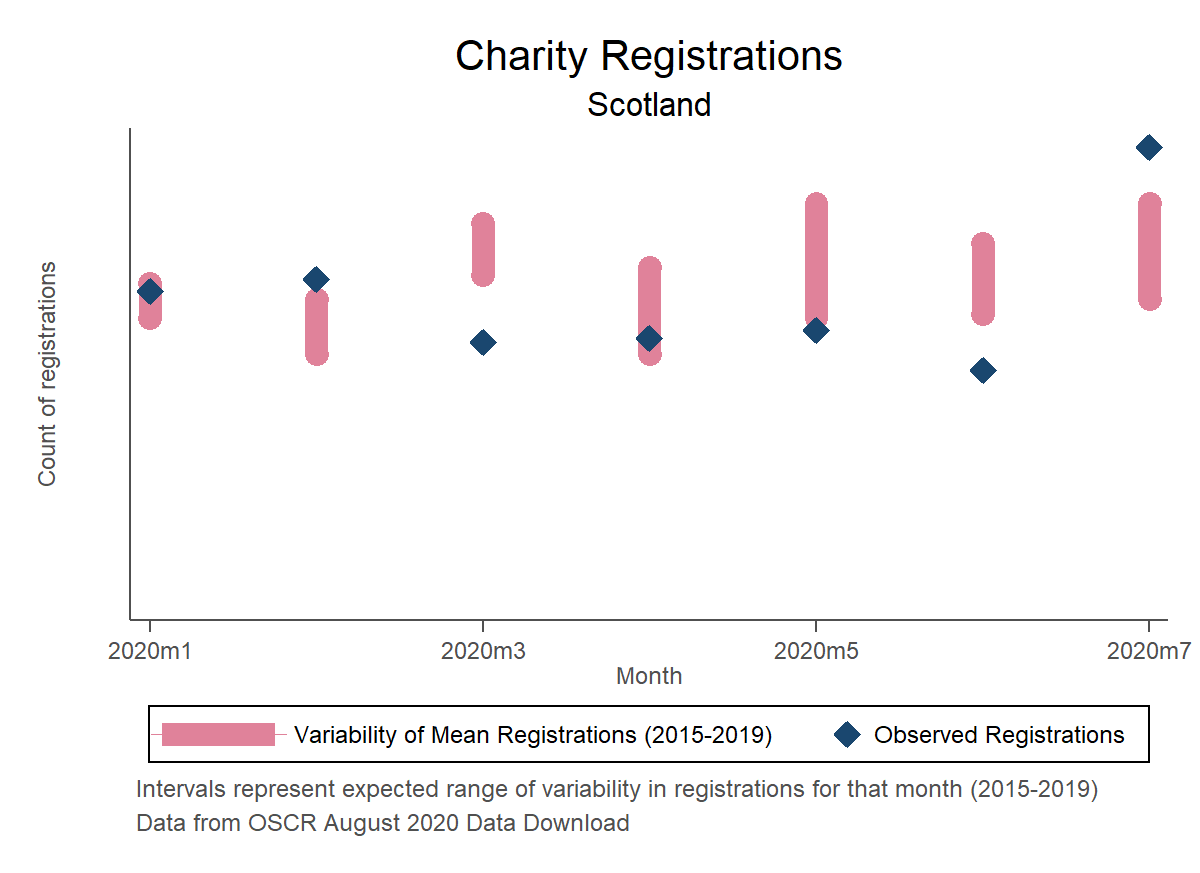 Charity Registrations
Scotland
Count of registrations
2020m1
2020m3
2020m5
2020m7
Month
Variability of Mean Registrations (2015-2019)
Observed Registrations
Intervals represent expected range of variability in registrations for that month (2015-2019)
Data from OSCR August 2020 Data Download